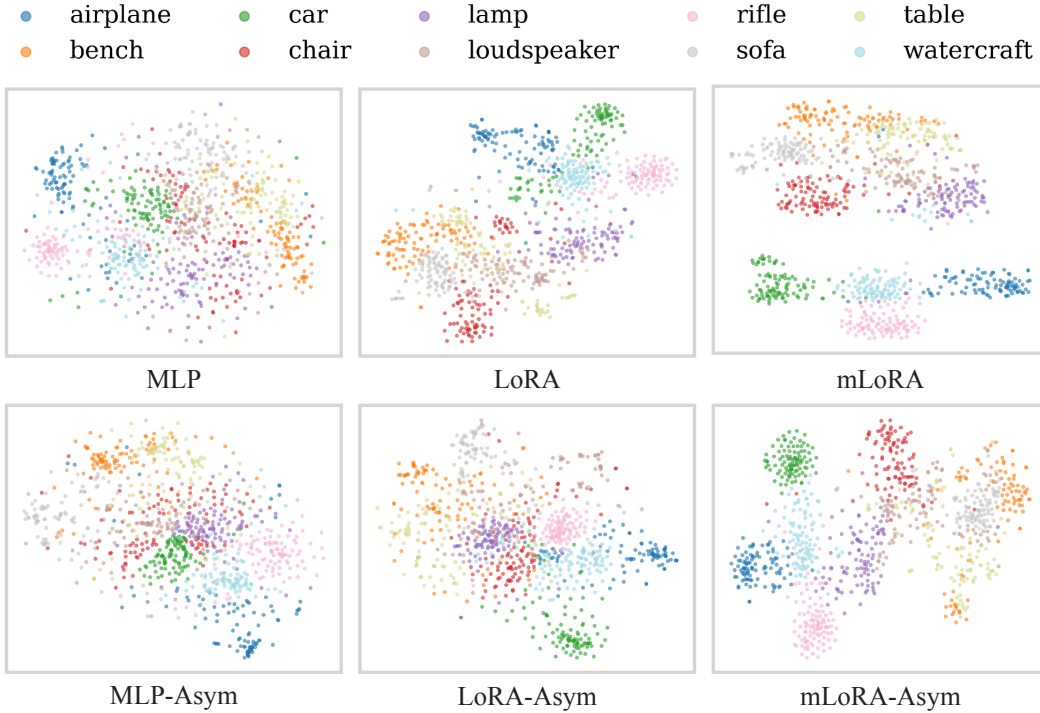 airplane car lamp rifle table
bench chair loudspeaker sofa watercraft
MLP LoRA mLoRA
MLP-Asym LoRA-Asym mLoRA-Asym